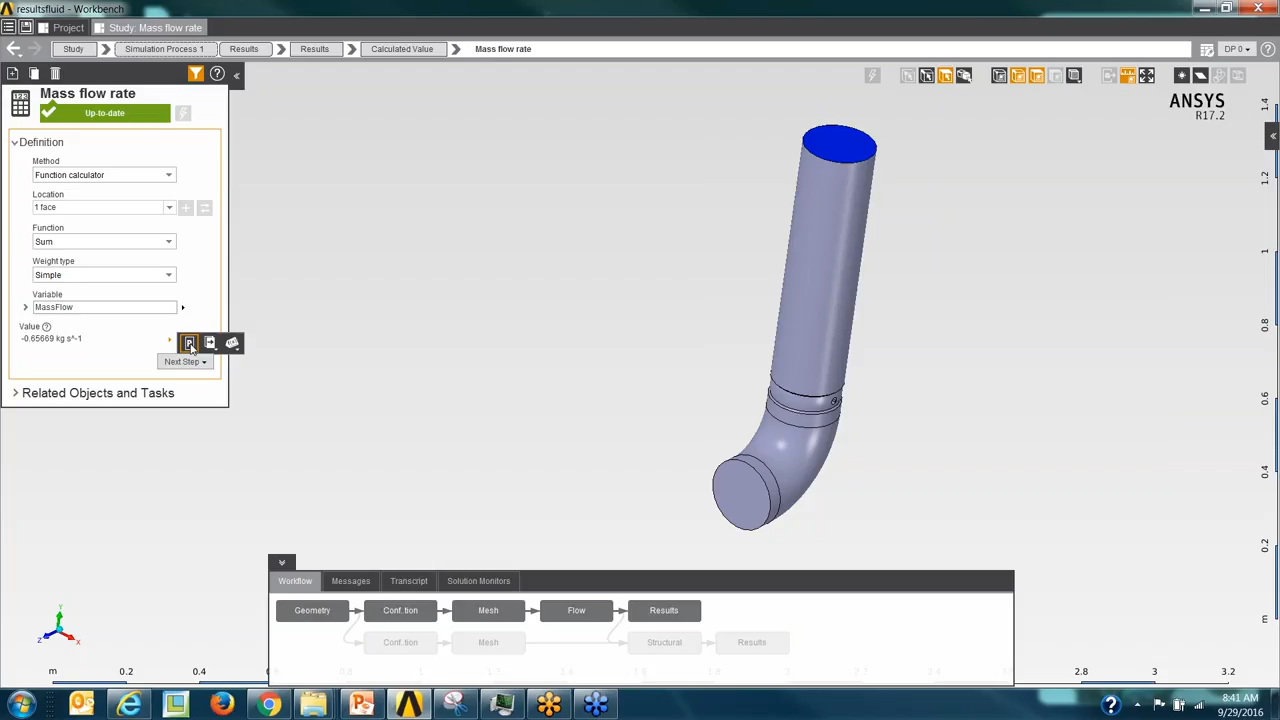 resultsfluid - Workbench
Project
Study: Mass flow rate
Study
Simulation Process 1
Results
Results
Calculated Value
Mass flow rate
DP 0
Mass flow rate
Up-to-date
ANSYS
R17.2
Definition
Method
Function calculator
Location
1 face
Function
Sum
Weight type
Simple
Variable
MassFlow
Value
-0.65669 kg s^-1
P
Next Step
Related Objects and Tasks
1.4
1.2
1
0.8
0.6
0.4
0.2
m
Workflow
Messages
Transcript
Solution Monitors
Geometry
Conf. tion
Mesh
Flow
Results
Conf. tion
Mesh
Structural
Results
Y
Z
X
m
0.2
0.4
2.8
3
3.2
8:41 AM
9/29/2016